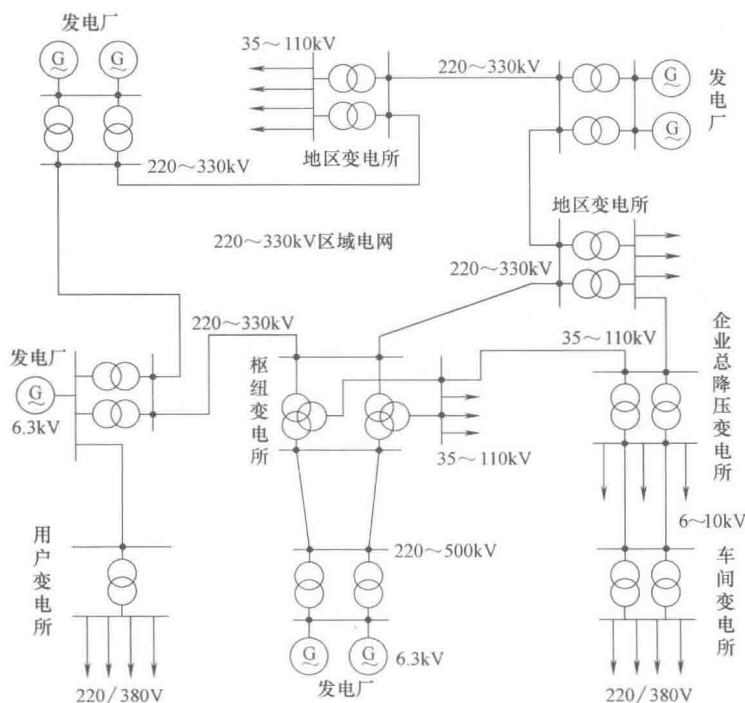 发电厂
G
G
35～110kV
220～330kV
G
G
发电厂
地区变电所
220～330kV
地区变电所
220～330kV区域电网
220～330kV
220～330kV
发电厂
G
6.3kV
枢纽变电所
35～110kV
35～110kV
企业总降压变电所
6～10kV
用户变电所
220～500kV
车间变电所
G
G
6.3kV
发电厂
220/380V
220/380V